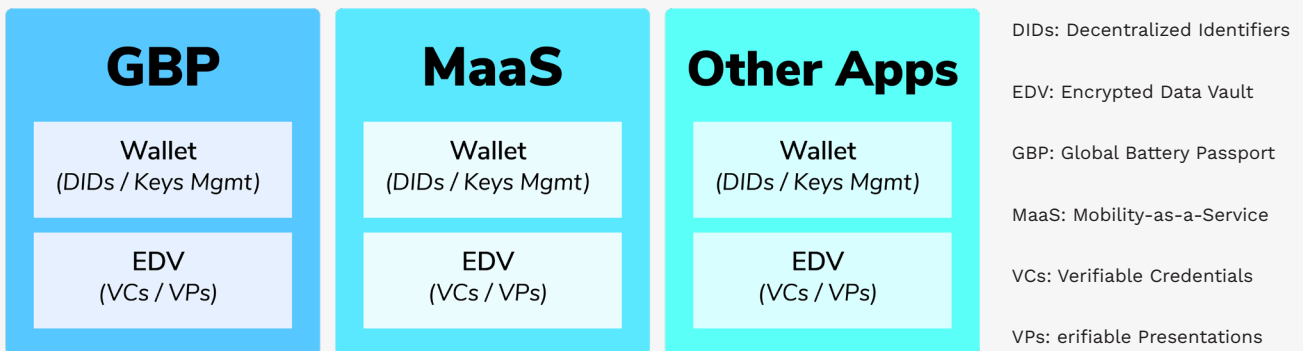 GBP
Wallet
(DIDs / Keys Mgmt)
EDV
(VCs / VPs)
MaaS
Wallet
(DIDs / Keys Mgmt)
EDV
(VCs / VPs)
Other Apps
Wallet
(DIDs / Keys Mgmt)
EDV
(VCs / VPs)
DIDs: Decentralized Identifiers
EDV: Encrypted Data Vault
GBP: Global Battery Passport
MaaS: Mobility-as-a-Service
VCs: Verifiable Credentials
VPs: erifiable Presentations